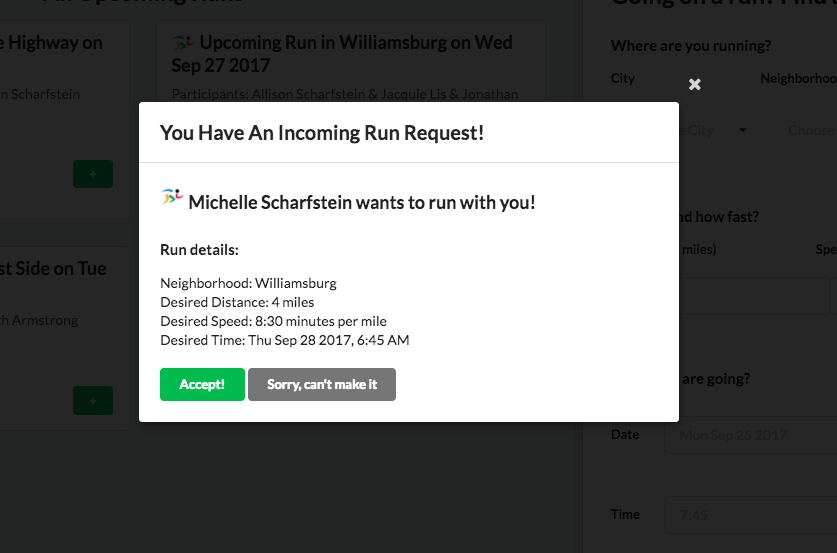 e Highway on
n Scharfstein
+
st Side on Tue
h Armstrong
+
Upcoming Run in Williamsburg on Wed
Sep 27 2017
Participants: Allison Scharfstein & Jacquie Lis & Jonathan
You Have An Incoming Run Request!
Michelle Scharfstein wants to run with you!
Run details:
Neighborhood: Williamsburg
Desired Distance: 4 miles
Desired Speed: 8:30 minutes per mile
Desired Time: Thu Sep 28 2017, 6:45 AM
Accept!
Sorry, can't make it
Where are you running?
City
Neighborhoo
e City
Choose
nd how fast?
miles)
Spe
are going?
Date
Mon Sep 25 2017
Time
7:45